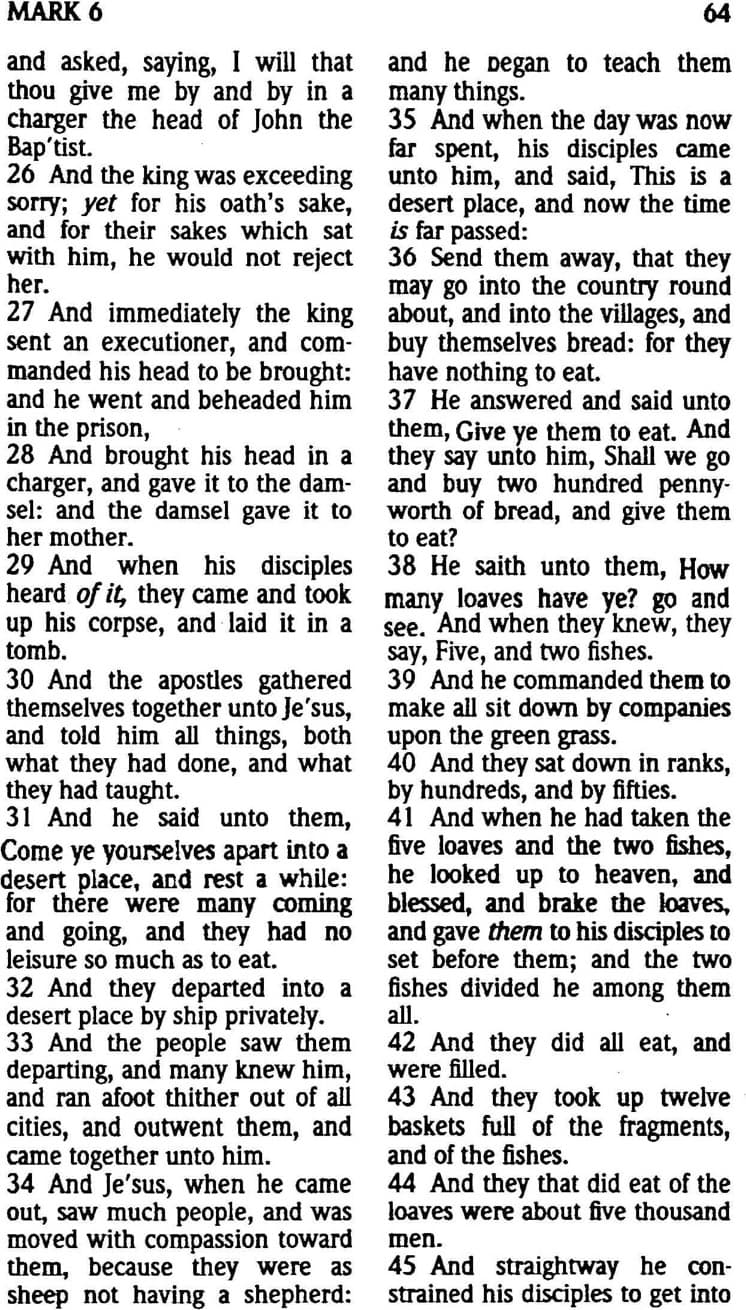 MARK 6
64
and asked, saying, I will that
thou give me by and by in a
charger the head of John the
Bap'tist.
26 And the king was exceeding
sorry; yet for his oath's sake,
and for their sakes which sat
with him, he would not reject
her.
27 And immediately the king
sent an executioner, and com-
manded his head to be brought:
and he went and beheaded him
in the prison,
28 And brought his head in a
charger, and gave it to the dam-
sel: and the damsel gave it to
her mother.
29 And when his disciples
heard of it, they came and took
up his corpse, and laid it in a
tomb.
30 And the apostles gathered
themselves together unto Je'sus,
and told him all things, both
what they had done, and what
they had taught.
31 And he said unto them,
Come ye yourselves apart into a
desert place, and rest a while:
for there were many coming
and going, and they had no
leisure so much as to eat.
32 And they departed into a
desert place by ship privately.
33 And the people saw them
departing, and many knew him,
and ran afoot thither out of all
cities, and outwent them, and
came together unto him.
34 And Je'sus, when he came
out, saw much people, and was
moved with compassion toward
them, because they were as
sheep not having a shepherd:
and he began to teach them
many things.
35 And when the day was now
far spent, his disciples came
unto him, and said, This is a
desert place, and now the time
is far passed:
36 Send them away, that they
may go into the country round
about, and into the villages, and
buy themselves bread: for they
have nothing to eat.
37 He answered and said unto
them, Give ye them to eat. And
they say unto him, Shall we go
and buy two hundred penny-
worth of bread, and give them
to eat?
38 He saith unto them, How
many loaves have ye? go and
see. And when they knew, they
say, Five, and two fishes.
39 And he commanded them to
make all sit down by companies
upon the green grass.
40 And they sat down in ranks,
by hundreds, and by fifties.
41 And when he had taken the
five loaves and the two fishes,
he looked up to heaven, and
blessed, and brake the loaves,
and gave them to his disciples to
set before them; and the two
fishes divided he among them
all.
42 And they did all eat, and
were filled.
43 And they took up twelve
baskets full of the fragments,
and of the fishes.
44 And they that did eat of the
loaves were about five thousand
men.
45 And straightway he con-
strained his disciples to get into